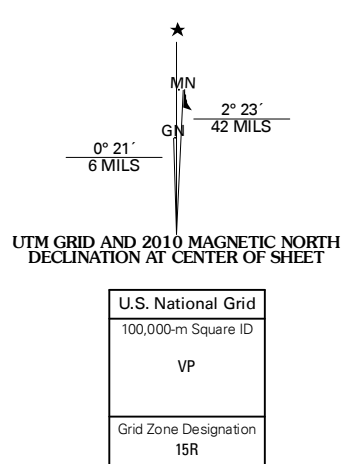 MN
GN
2° 23´
42 MILS
0° 21´
6 MILS
UTM GRID AND 2010 MAGNETIC NORTH
DECLINATION AT CENTER OF SHEET
U.S. National Grid
100,000-m Square ID
VP
Grid Zone Designation
15R